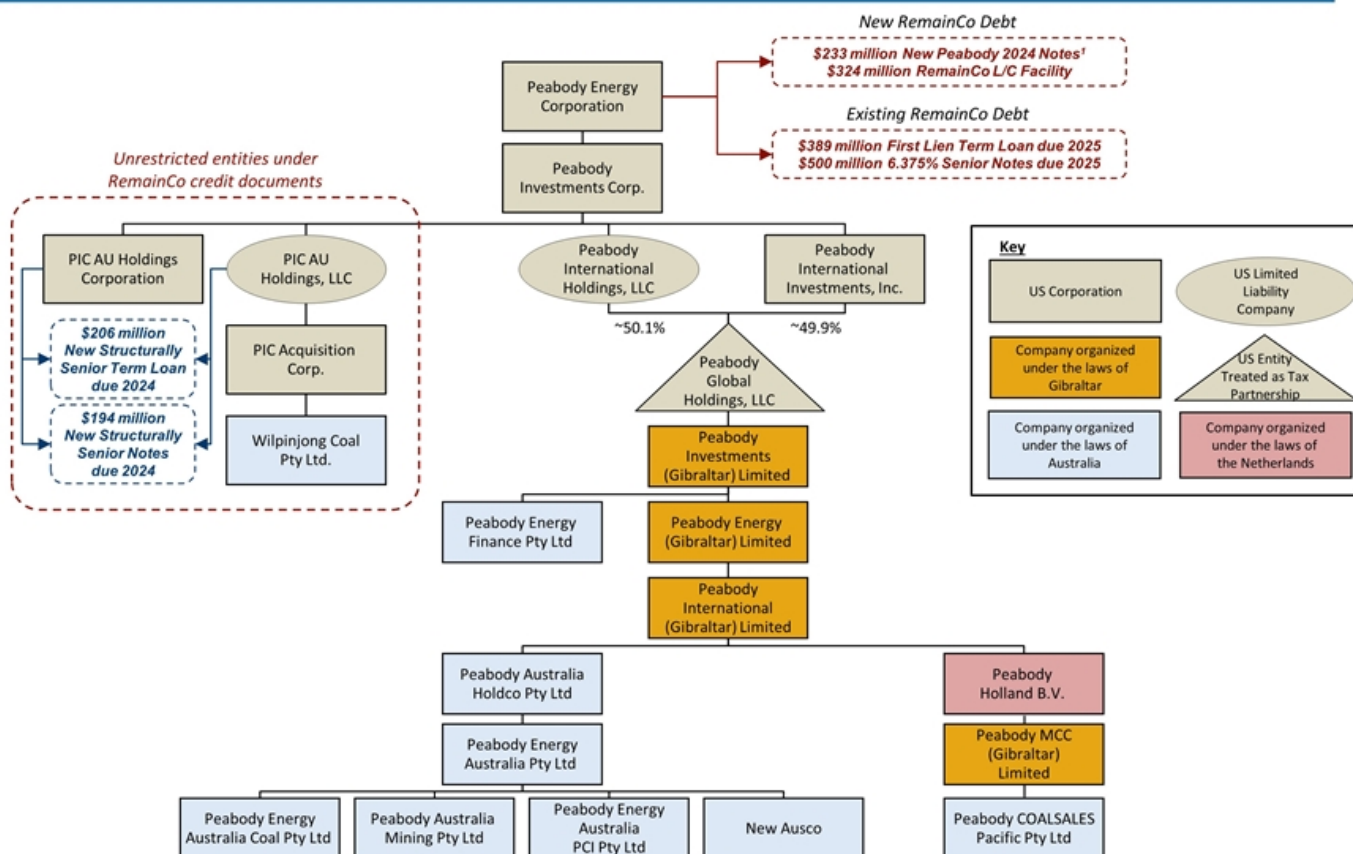 New RemainCo Debt
$233 million New Peabody 2024 Notes¹
$324 million RemainCo L/C Facility
Peabody Energy
Corporation
Existing RemainCo Debt
$389 million First Lien Term Loan due 2025
$500 million 6.375% Senior Notes due 2025
Peabody
Investments Corp.
Unrestricted entities under
RemainCo credit documents
PIC AU Holdings
Corporation
PIC AU
Holdings, LLC
Peabody
International
Holdings, LLC
Peabody
International
Investments, Inc.
~50.1%
~49.9%
$206 million
New Structurally
Senior Term Loan
due 2024
PIC Acquisition
Corp.
$194 million
New Structurally
Senior Notes
due 2024
Wilpinjong Coal
Pty Ltd.
Peabody
Global
Holdings, LLC
Peabody
Investments
(Gibraltar) Limited
Peabody Energy
Finance Pty Ltd
Peabody Energy
(Gibraltar) Limited
Peabody
International
(Gibraltar) Limited
Peabody Australia
Holdco Pty Ltd
Peabody
Holland B.V.
Peabody Energy
Australia Pty Ltd
Peabody MCC
(Gibraltar)
Limited
Peabody Energy
Australia Coal Pty Ltd
Peabody Australia
Mining Pty Ltd
Peabody Energy
Australia
PCI Pty Ltd
New Ausco
Peabody COALSALES
Pacific Pty Ltd
Key
US Corporation
US Limited
Liability
Company
Company organized
under the laws of
Gibraltar
US Entity
Treated as Tax
Partnership
Company organized
under the laws of
Australia
Company organized
under the laws of
the Netherlands